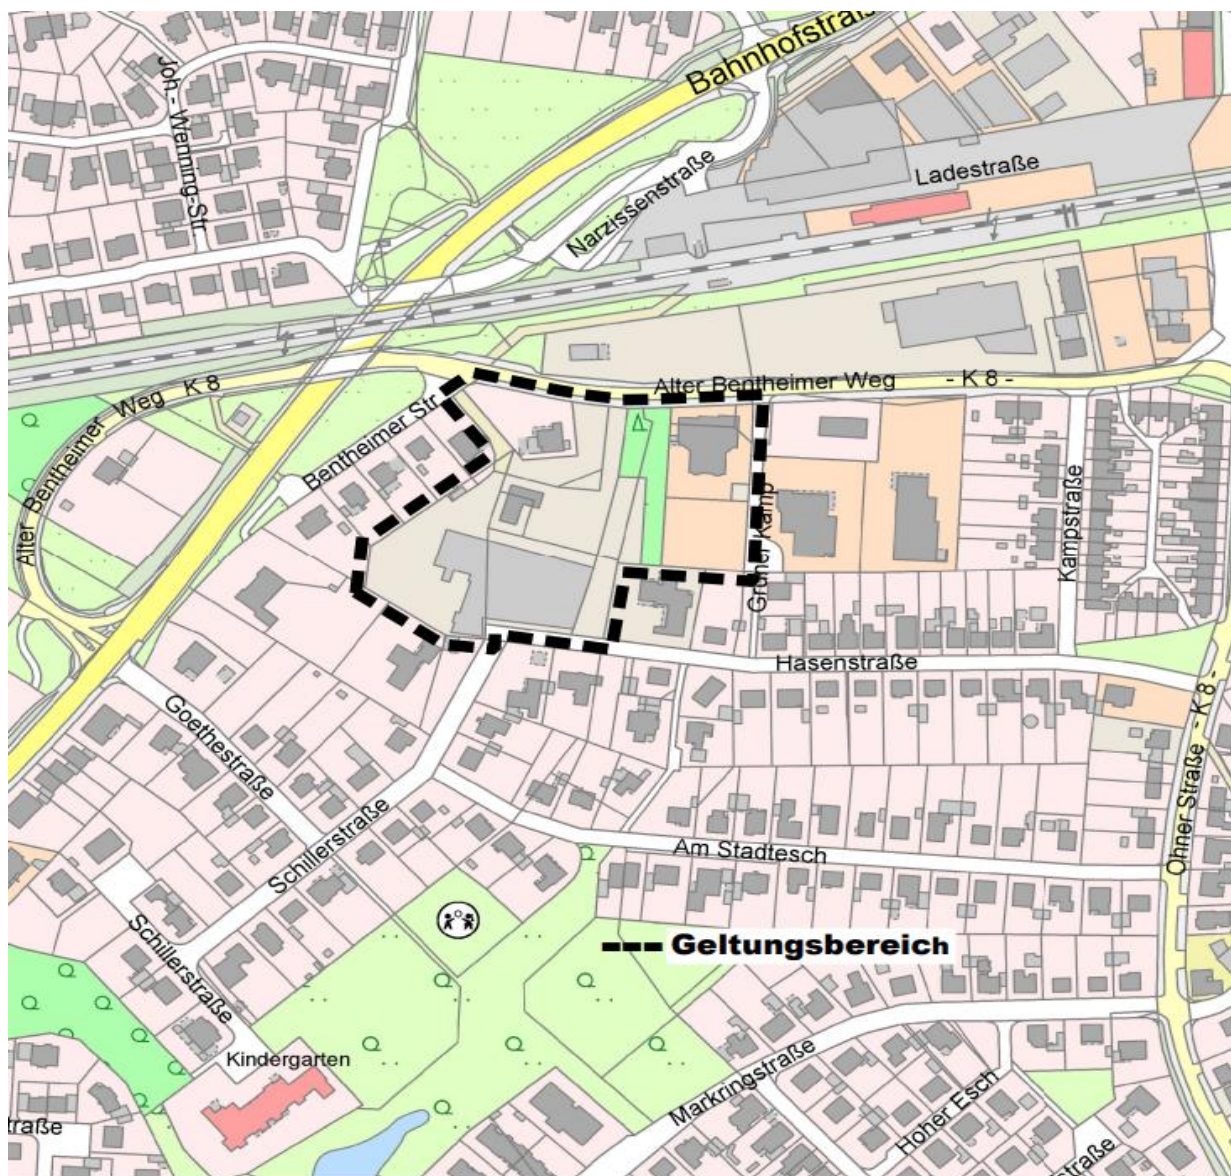 Bahnhofstraße
Joh.- Wenning-Str
Narzissenstraße
Ladestraße
Alter Bentheimer Weg K 8
Alter Bentheimer Weg - K 8 -
Bentheimer Str
Grüner Kamp
Kampstraße
Hasenstraße
Goethestraße
Schillerstraße
Am Stadtesch
Ohner Straße - K 8 -
Schillerstraße
Geltungsbereich
Kindergarten
Markringstraße
Hoher Esch
traße
straße